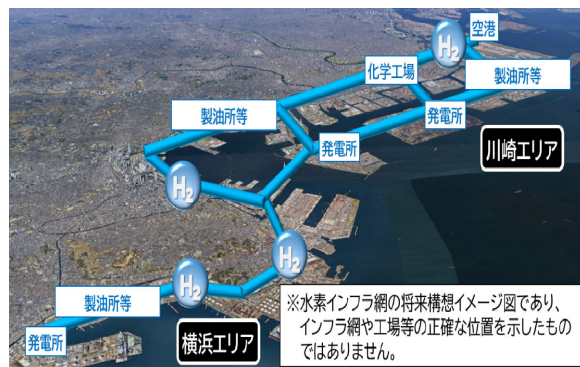 空港
H2
化学工場
製油所等
製油所等
発電所
発電所
川崎エリア
H2
H2
H2
製油所等
発電所
横浜エリア
※水素インフラ網の将来構想イメージ図であり、
インフラ網や工場等の正確な位置を示したもの
ではありません。